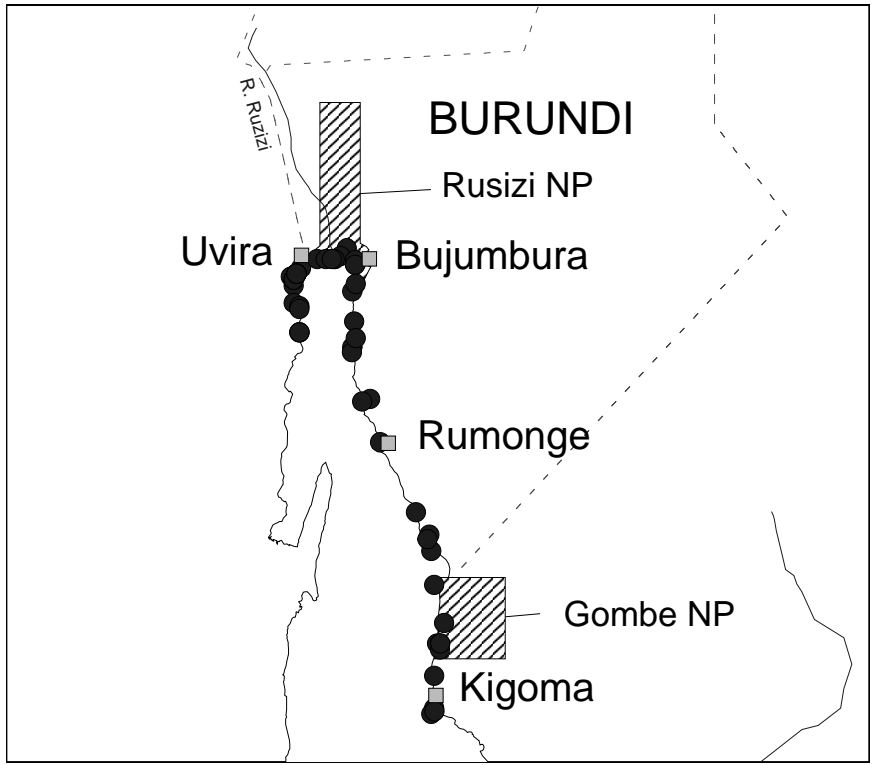 R. Ruzizi
BURUNDI
Rusizi NP
Uvira
Bujumbura
Rumonge
Gombe NP
Kigoma